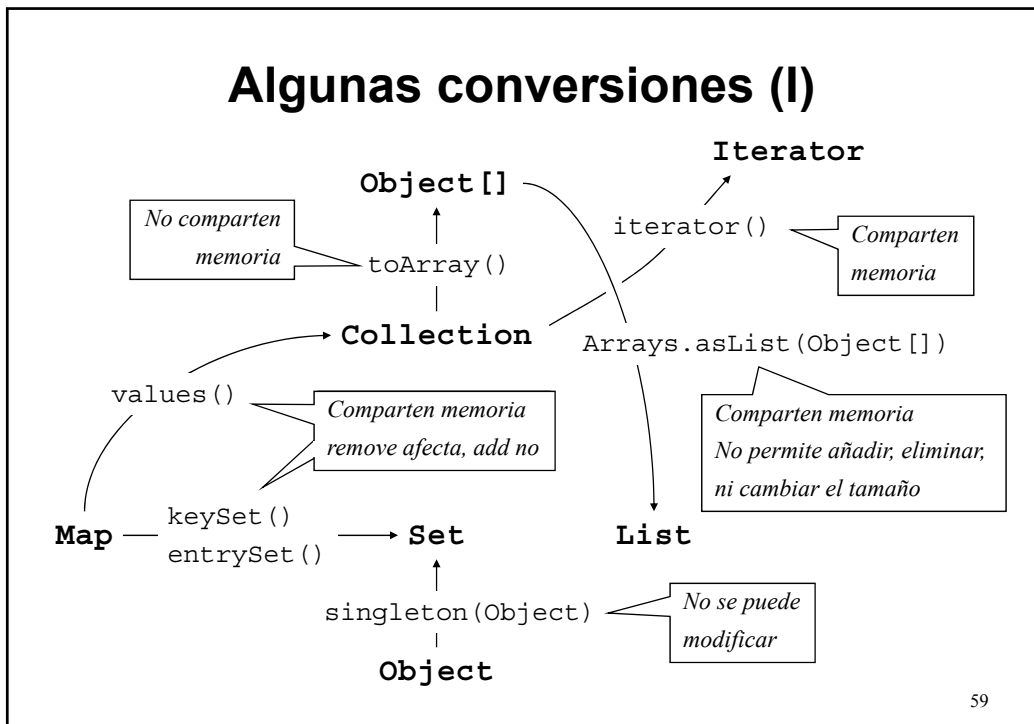 Algunas conversiones (I)
Iterator
Object[]
No comparten
memoria
iterator()
Comparten
memoria
toArray()
Collection
Arrays.asList(Object[])
values()
Comparten memoria
remove afecta, add no
Comparten memoria
No permite añadir, eliminar,
ni cambiar el tamaño
Map
keySet()
entrySet()
Set
List
singleton(Object)
No se puede
modificar
Object
59